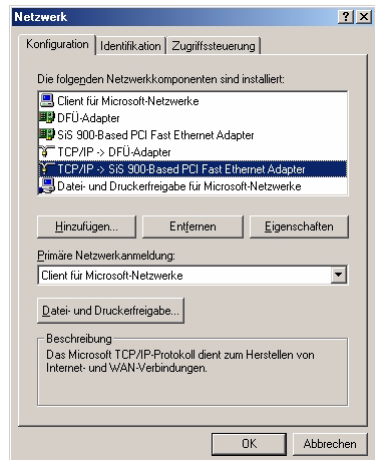 Netzwerk
Konfiguration Identifikation Zugriffssteuerung
Die folgenden Netzwerkkomponenten sind installiert:
Client für Microsoft-Netzwerke
DFÜ-Adapter
SiS 900-Based PCI Fast Ethernet Adapter
TCP/IP -> DFÜ-Adapter
TCP/IP -> SiS 900-Based PCI Fast Ethernet Adapter
Datei- und Druckerfreigabe für Microsoft-Netzwerke
Hinzufügen... Entfernen Eigenschaften
Primäre Netzwerkanmeldung:
Client für Microsoft-Netzwerke
Datei- und Druckerfreigabe...
Beschreibung
Das Microsoft TCP/IP-Protokoll dient zum Herstellen von
Internet- und WAN-Verbindungen.
OK Abbrechen